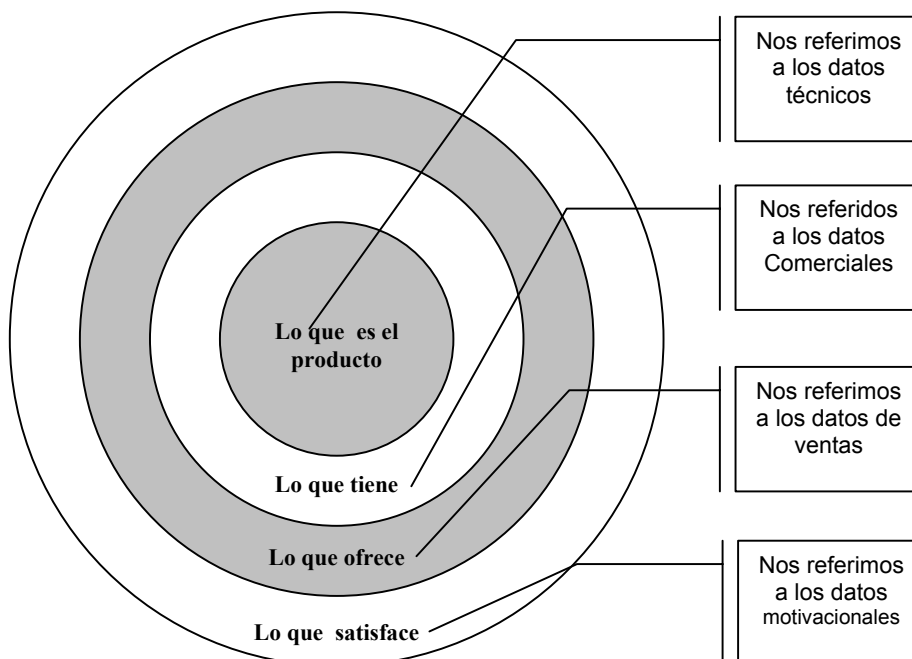 Nos referimos
a los datos
técnicos
Nos referidos
a los datos
Comerciales
Lo que es el
producto
Nos referimos
a los datos de
ventas
Lo que tiene
Lo que ofrece
Nos referimos
a los datos
motivacionales
Lo que satisface